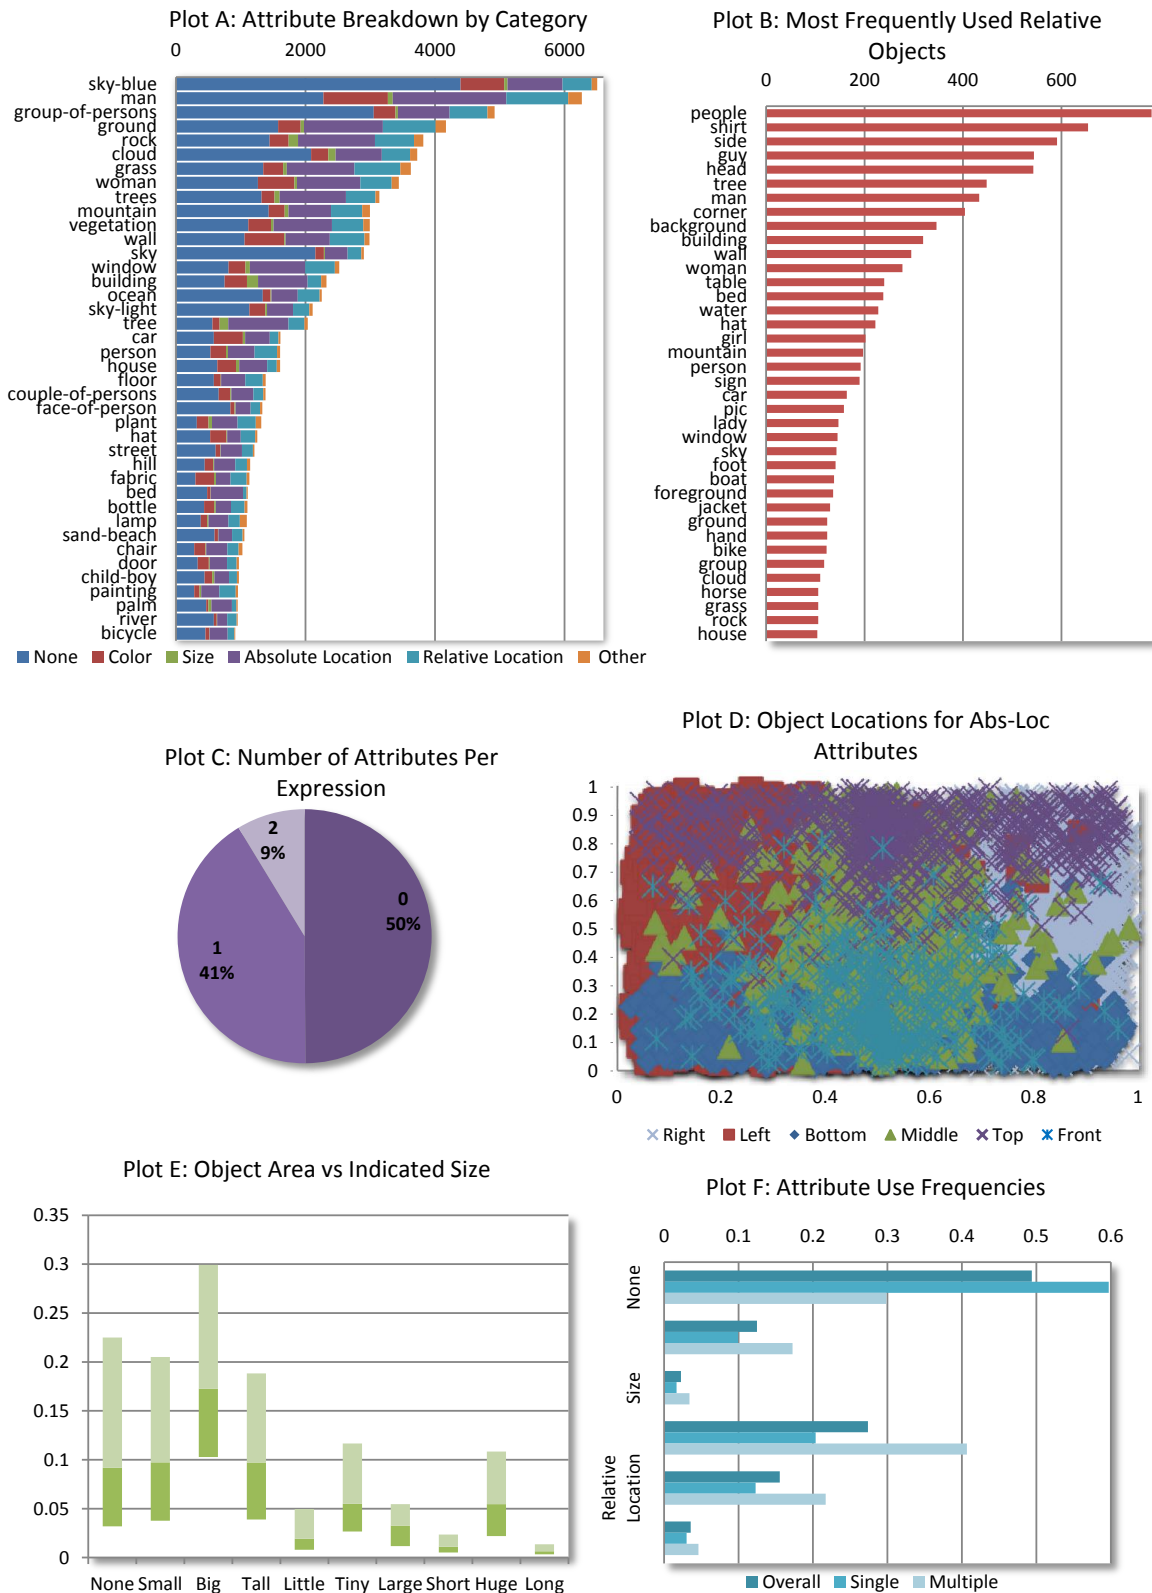 Plot A: Attribute Breakdown by Category
0 2000 4000 6000
sky-blue
man
group-of-persons
ground
rock
cloud
grass
woman
trees
mountain
vegetation
wall
sky
window
building
ocean
sky-light
tree
car
person
house
floor
couple-of-persons
face-of-person
plant
hat
street
hill
fabric
bed
bottle
lamp
sand-beach
chair
door
child-boy
painting
palm
river
bicycle
None Color Size Absolute Location Relative Location Other
Plot B: Most Frequently Used Relative
Objects
0 200 400 600
people
shirt
side
guy
head
tree
man
corner
background
building
wall
woman
table
bed
water
hat
girl
mountain
person
sign
car
pic
lady
window
sky
foot
boat
foreground
jacket
ground
hand
bike
group
cloud
horse
grass
rock
house
Plot C: Number of Attributes Per
Expression
2
9%
0
50%
1
41%
Plot D: Object Locations for Abs-Loc
Attributes
1
0.9
0.8
0.7
0.6
0.5
0.4
0.3
0.2
0.1
0
0 0.2 0.4 0.6 0.8 1
Right Left Bottom Middle Top Front
Plot E: Object Area vs Indicated Size
0.35
0.3
0.25
0.2
0.15
0.1
0.05
0
None Small Big Tall Little Tiny Large Short Huge Long
Plot F: Attribute Use Frequencies
0 0.1 0.2 0.3 0.4 0.5 0.6
None
Size
Relative
Location
Overall Single Multiple